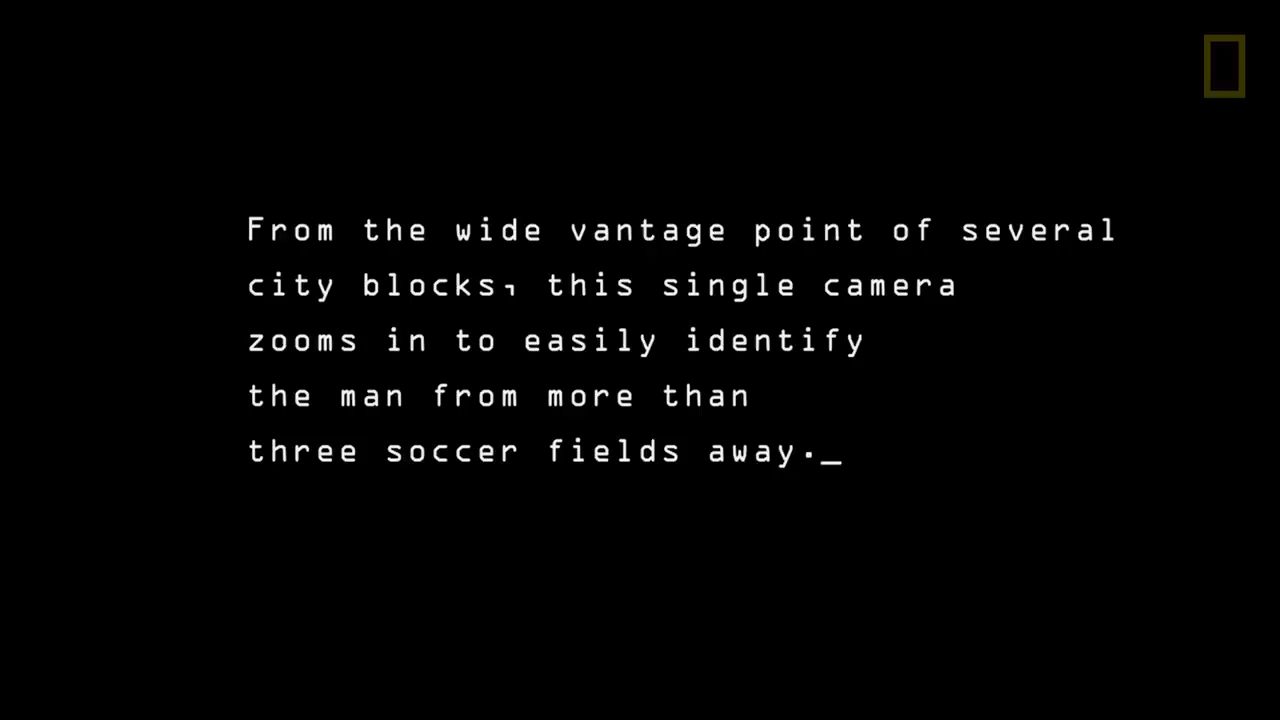 From the wide vantage point of several
city blocks, this single camera
zooms in to easily identify
the man from more than
three soccer fields away._